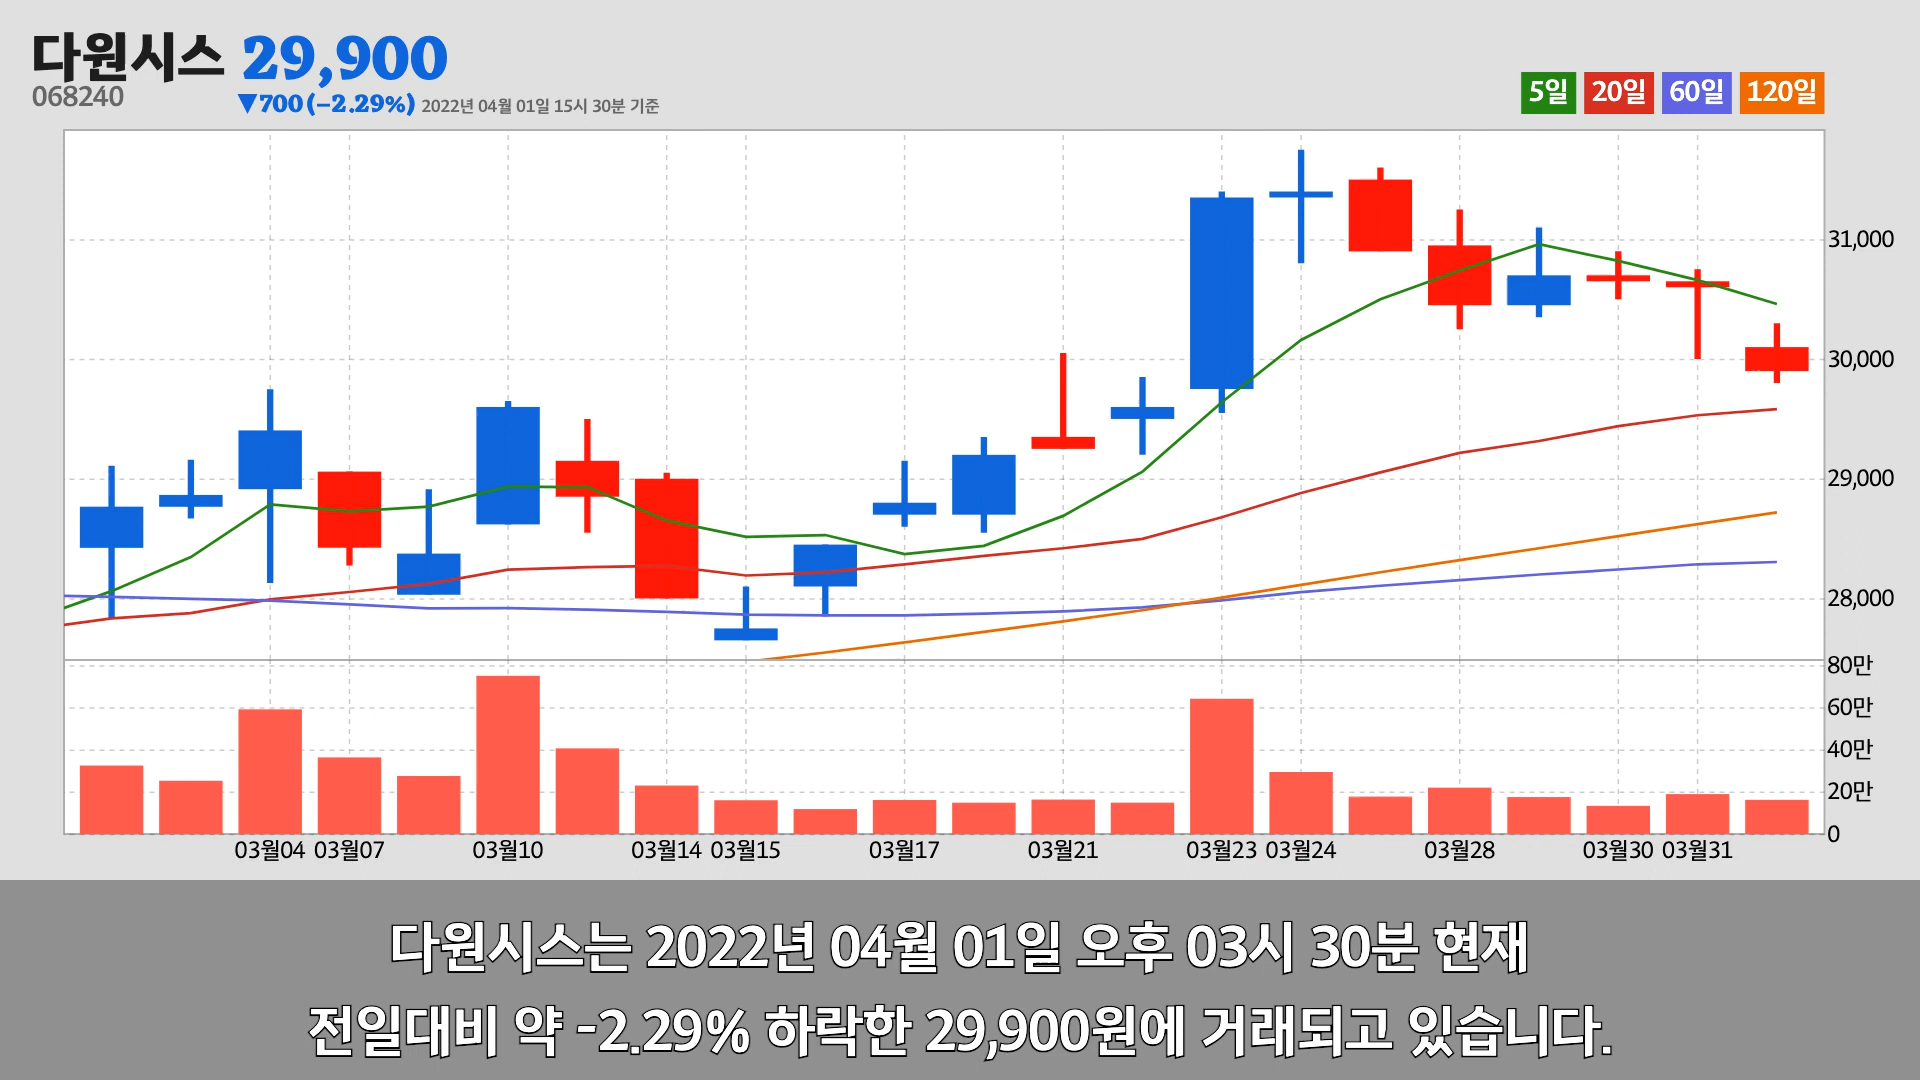 다원시스 29,900
068240
▼700(-2.29%) 2022년 04월 01일 15시 30분 기준
5일 20일 60일 120일
31,000
30,000
29,000
28,000
80만
60만
40만
20만
0
03월04 03월07 03월10 03월14 03월15 03월17 03월21 03월23 03월24 03월28 03월30 03월31
다원시스는 2022년 04월 01일 오후 03시 30분 현재
전일대비 약 -2.29% 하락한 29,900원에 거래되고 있습니다.